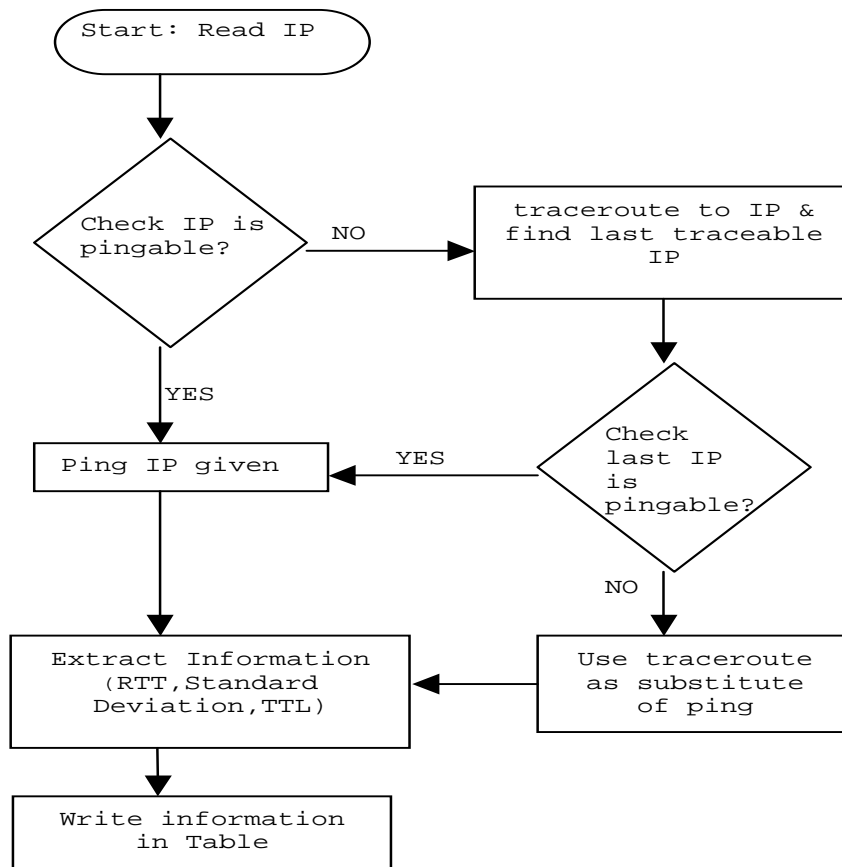 Start: Read IP
Check IP is
pingable?
NO
traceroute to IP &
find last traceable
IP
YES
Ping IP given
YES
Check
last IP
is
pingable?
NO
Extract Information
(RTT,Standard
Deviation,TTL)
Use traceroute
as substitute
of ping
Write information
in Table